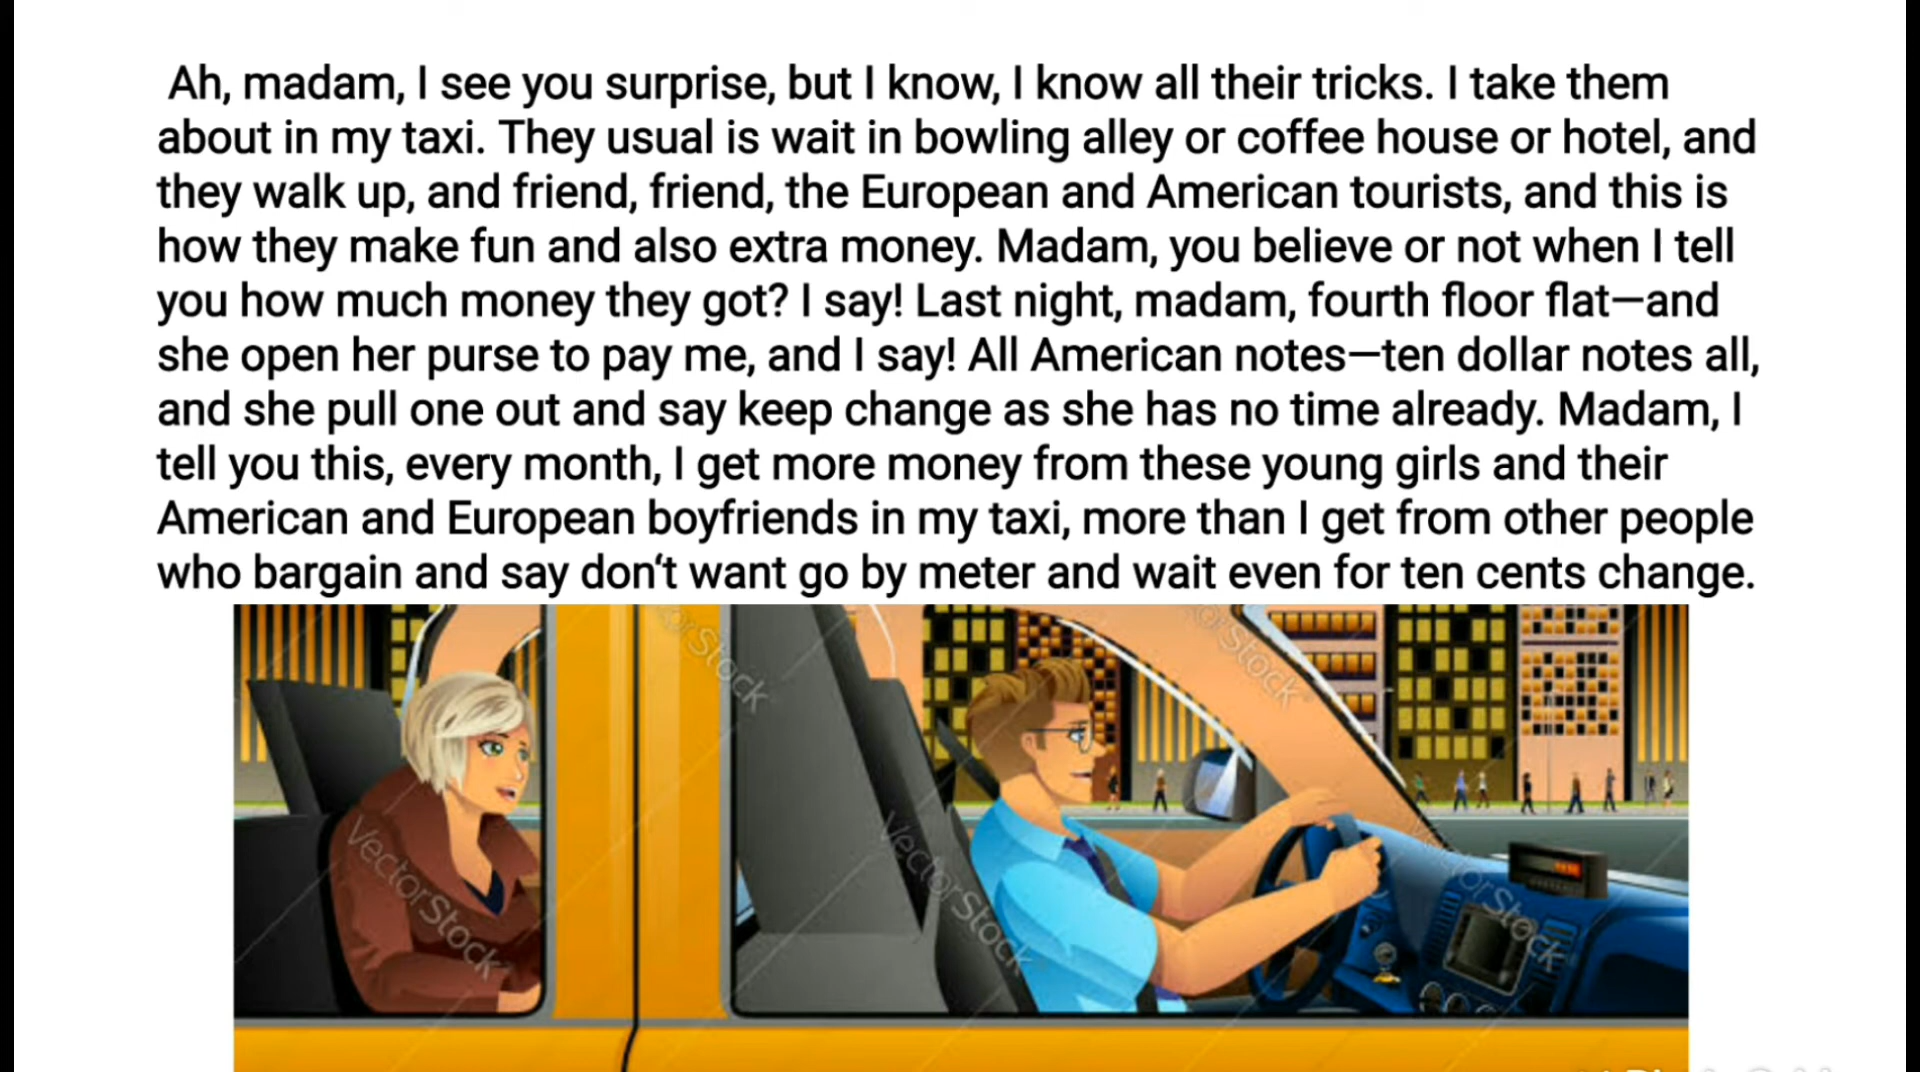 Ah, madam, I see you surprise, but I know, I know all their tricks. I take them
about in my taxi. They usual is wait in bowling alley or coffee house or hotel, and
they walk up, and friend, friend, the European and American tourists, and this is
how they make fun and also extra money. Madam, you believe or not when I tell
you how much money they got? I say! Last night, madam, fourth floor flat—and
she open her purse to pay me, and I say! All American notes—ten dollar notes all,
and she pull one out and say keep change as she has no time already. Madam, I
tell you this, every month, I get more money from these young girls and their
American and European boyfriends in my taxi, more than I get from other people
who bargain and say don‘t want go by meter and wait even for ten cents change.
VectorStock
VectorStock
VectorStock